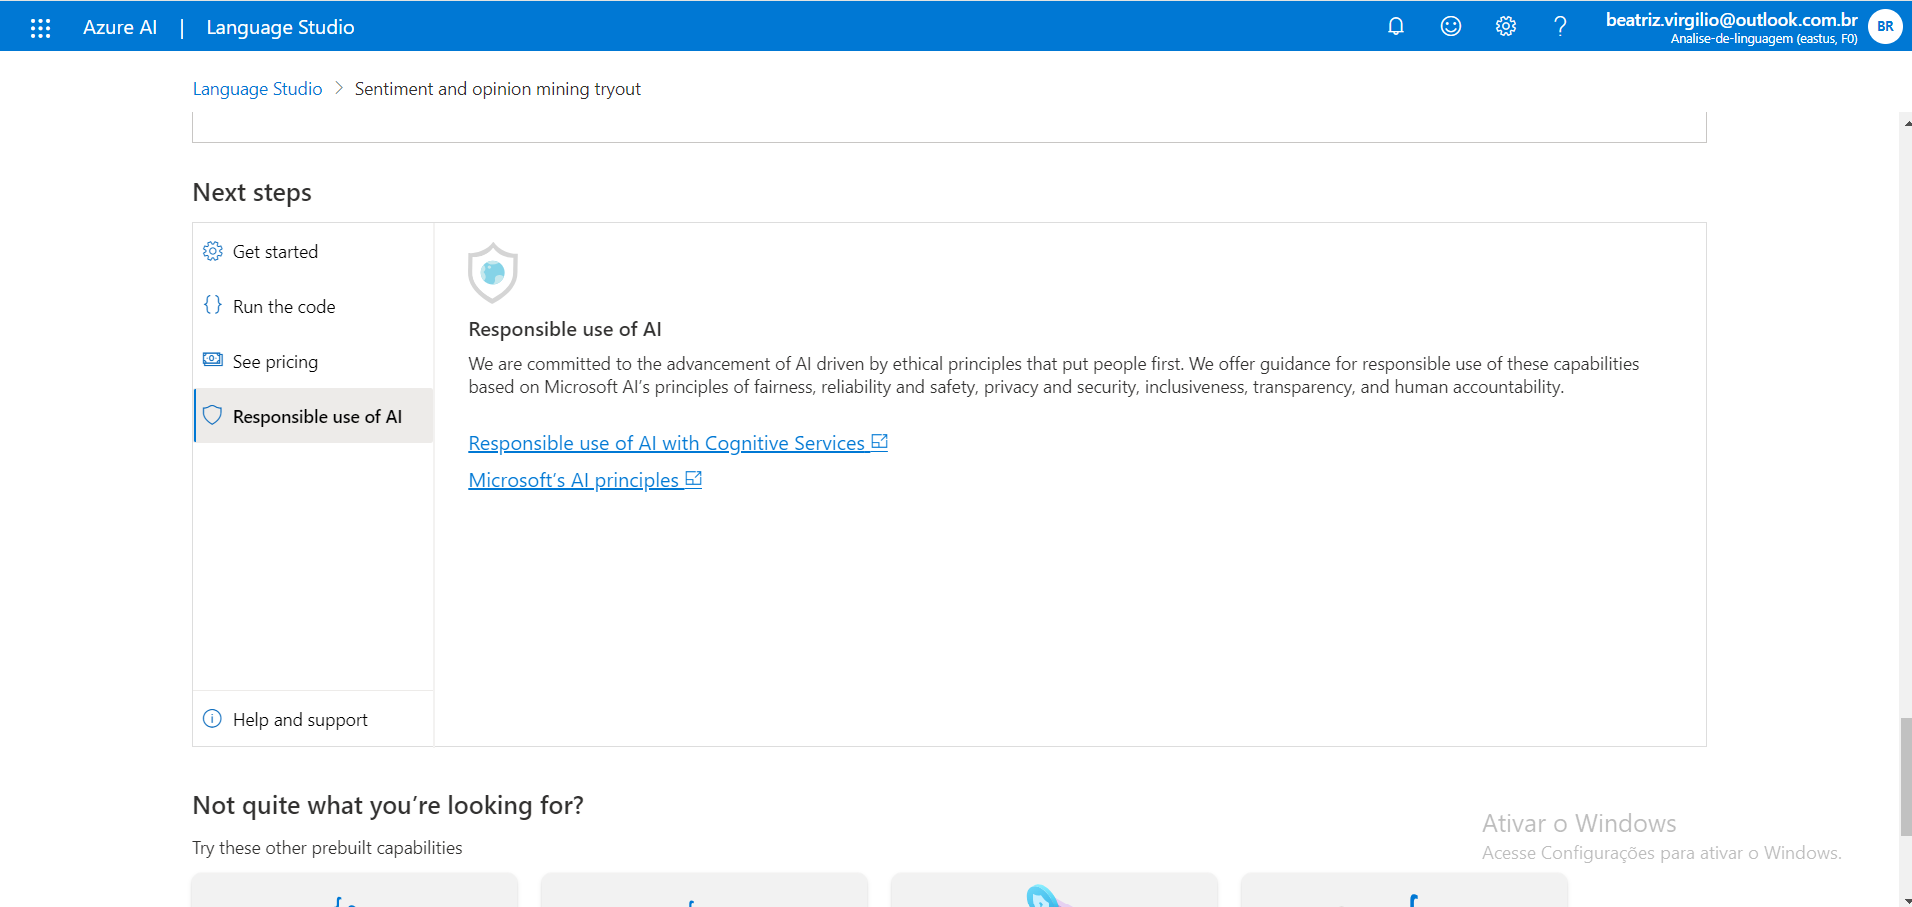 Azure AI | Language Studio
beatriz.virgilio@outlook.com.br
Analise-de-linguagem (eastus, F0)
BR
Language Studio > Sentiment and opinion mining tryout
Next steps
Get started
Run the code
See pricing
Responsible use of AI
Help and support
Responsible use of AI
We are committed to the advancement of AI driven by ethical principles that put people first. We offer guidance for responsible use of these capabilities
based on Microsoft AI’s principles of fairness, reliability and safety, privacy and security, inclusiveness, transparency, and human accountability.
Responsible use of AI with Cognitive Services
Microsoft’s AI principles
Not quite what you’re looking for?
Try these other prebuilt capabilities
Ativar o Windows
Acesse Configurações para ativar o Windows.